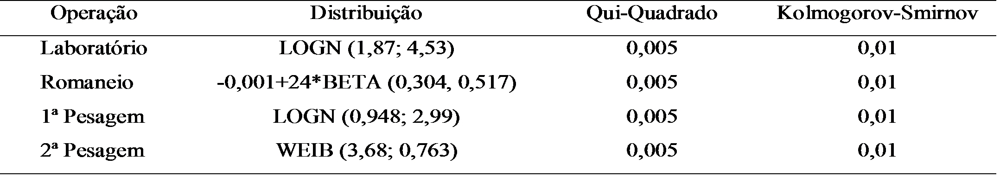 Operação Distribuição Qui-Quadrado Kolmogorov-Smirnov
Laboratório LOGN (1,87; 4,53) 0,005 0,01
Romaneio -0,001+24*BETA (0,304, 0,517) 0,005 0,01
1ª Pesagem LOGN (0,948; 2,99) 0,005 0,01
2ª Pesagem WEIB (3,68; 0,763) 0,005 0,01